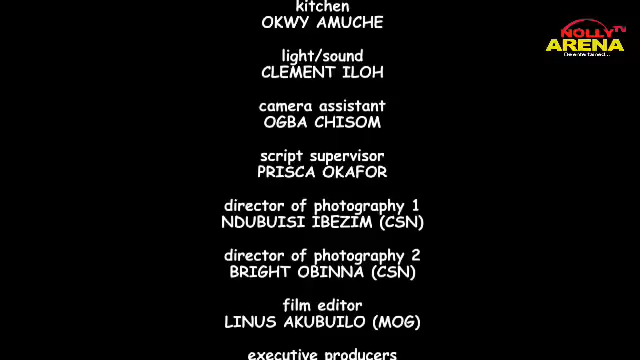 kitchen
OKWY AMUCHE
light/sound
CLEMENT ILOH
camera assistant
OGBA CHISOM
script supervisor
PRISCA OKAFOR
director of photography 1
NDUBUISI IBEZIM (CSN)
director of photography 2
BRIGHT OBINNA (CSN)
film editor
LINUS AKUBUILO (MOG)
executive producers
NOLLY TV
ARENA